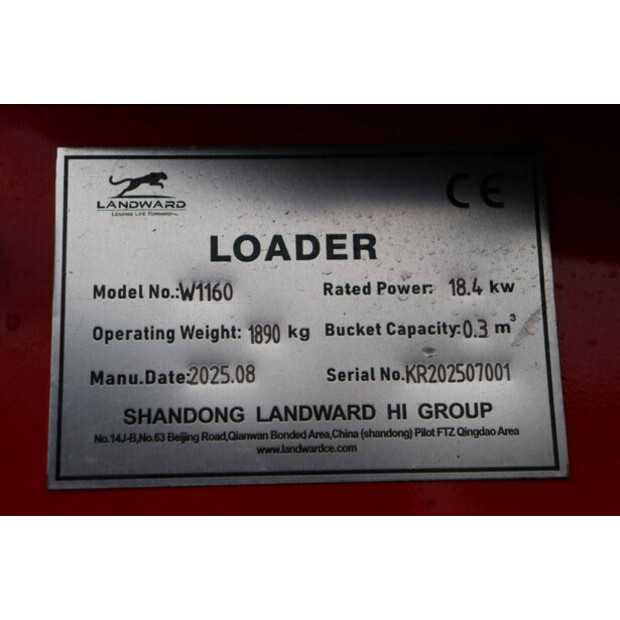 LANDWARD
LEADING LIFE FORWARD
CE
LOADER
Model No.:W1160 Rated Power: 18.4 kw
Operating Weight: 1890 kg Bucket Capacity:0.3 m³
Manu.Date:2025.08 Serial No.KR202507001
SHANDONG LANDWARD HI GROUP
No.14J-B,No.63 Beijing Road,Qianwan Bonded Area,China (shandong) Pilot FTZ Qingdao Area
www.landwardce.com